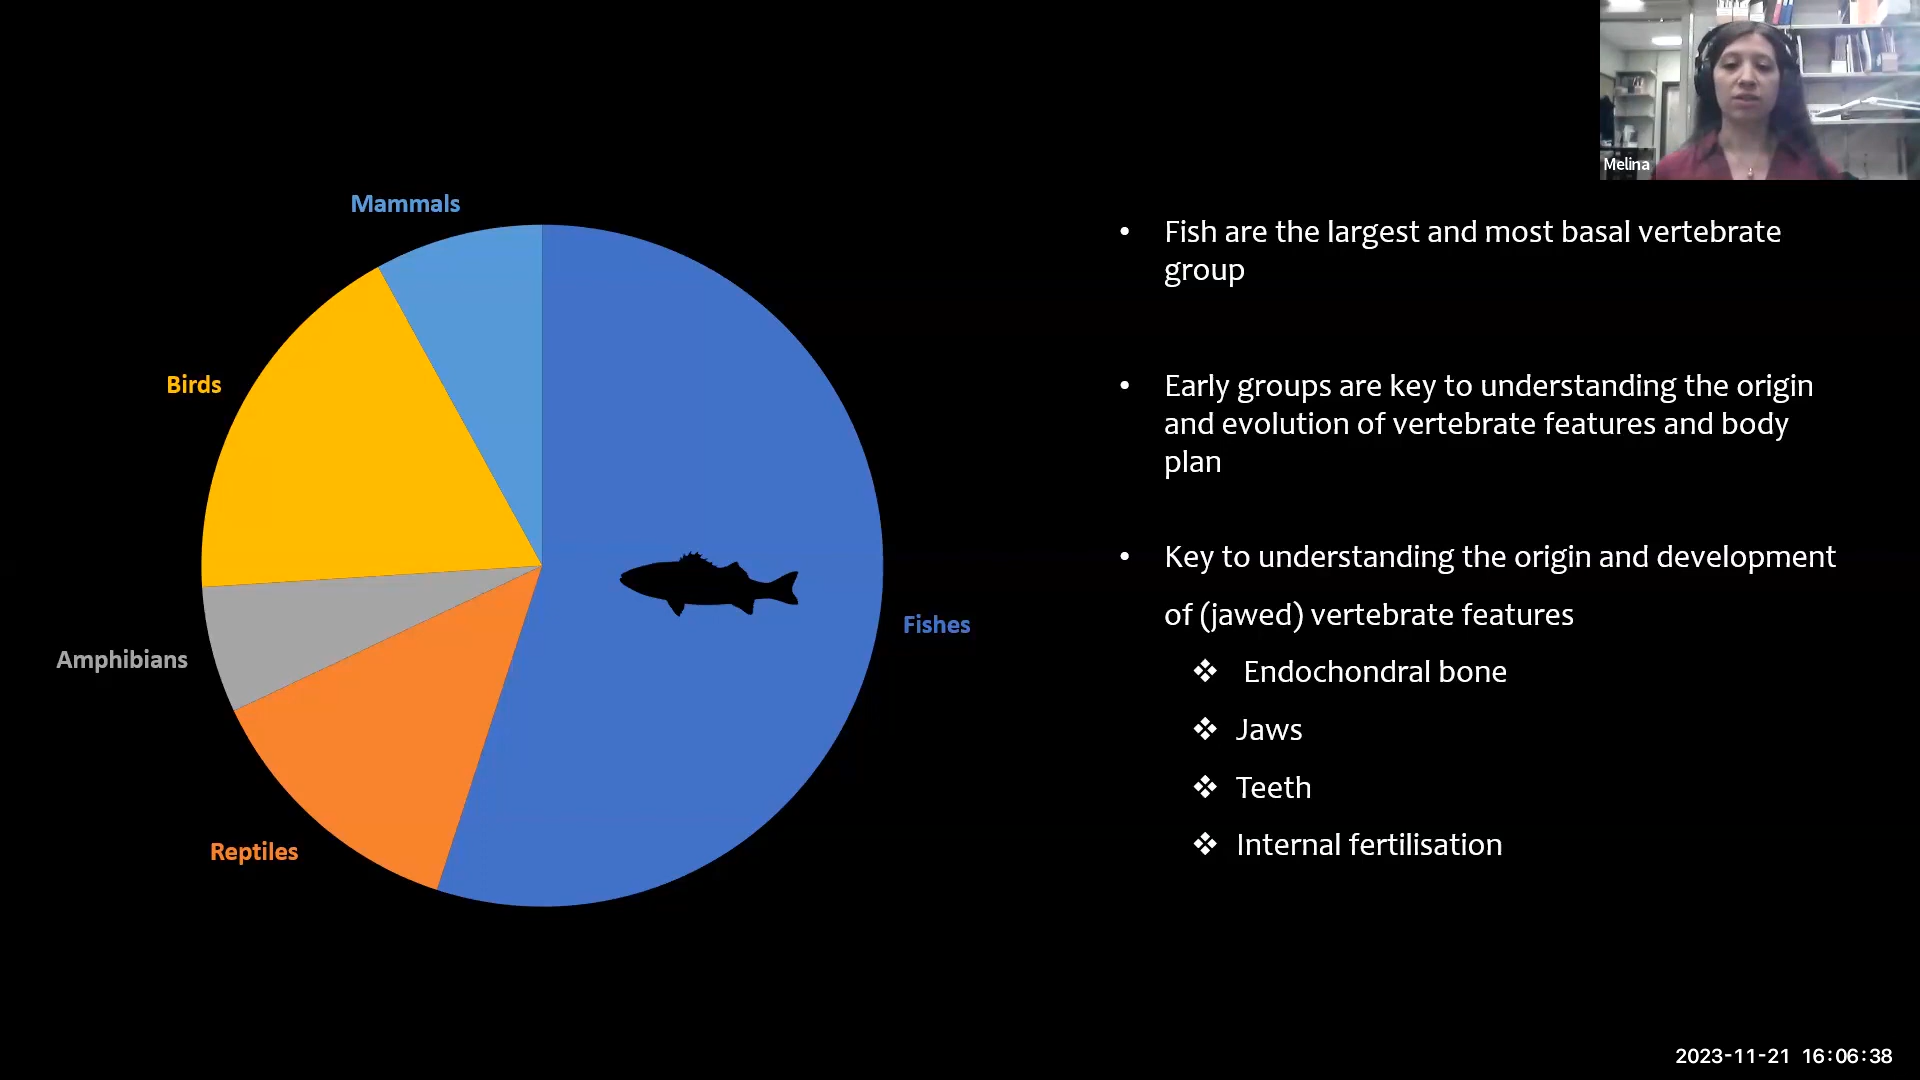 Melina
Mammals
Birds
Amphibians
Reptiles
Fishes
• Fish are the largest and most basal vertebrate
group
• Early groups are key to understanding the origin
and evolution of vertebrate features and body
plan
• Key to understanding the origin and development
of (jawed) vertebrate features
❖ Endochondral bone
❖ Jaws
❖ Teeth
❖ Internal fertilisation
2023-11-21 16:06:38